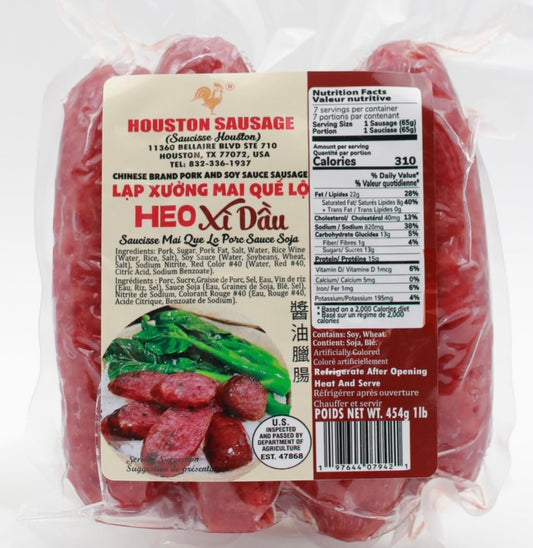 HOUSTON SAUSAGE
®
(Saucisse Houston)
11360 BELLAIRE BLVD STE 710
HOUSTON, TX 77072, USA
TEL: 832-336-1937
CHINESE BRAND PORK AND SOY SAUCE SAUSAGE
LẠP XƯỞNG MAI QUẾ LỘ
HEO Xì Dầu
Saucisse Mai Que Lo Porc Sauce Soja
Ingredients: Pork, Sugar, Pork Fat, Salt, Water, Rice Wine
(Water, Rice, Salt), Soy Sauce (Water, Soybeans, Wheat,
Salt), Sodium Nitrite, Red Color #40 (Water, Red #40,
Citric Acid, Sodium Benzoate).
Ingrédients : Porc, Sucre, Graisse de Porc, Sel, Eau, Vin de riz
(Eau, Riz, Sel), Sauce Soja (Eau, Graines de Soja, Blé, Sel),
Nitrite de Sodium, Colorant Rouge #40 (Eau, Rouge #40,
Acide Citrique, Benzoate de Sodium).
醬油臘腸
Serving Suggestion
Suggestion de présentation
U.S.
INSPECTED
AND PASSED BY
DEPARTMENT OF
AGRICULTURE
EST. 47868
Nutrition Facts
Valeur nutritive
7 servings per container
7 portions par contenant
Serving Size 1 Sausage (65g)
Portion 1 Saucisse (65g)
Amount per serving
Quantité par portion
Calories 310
% Daily Value*
% Valeur quotidienne*
Fat / Lipides 22g 28%
Saturated Fat/ Saturés Lipides 8g 40%
+ Trans Fat / Trans Lipides 0g
Cholesterol/ Cholestérol 40mg 13%
Sodium / Sodium 820mg 38%
Carbohydrate Glucides 13g 5%
Fiber/ Fibres 1g 4%
Sugars/ Sucres 13g
Protein/ Protéins 15g
Vitamin D/ Vitamine D 1mcg 6%
Calcium/ Calcium 5mg 0%
Iron/ Fer 1mg 6%
Potassium/Potassium 195mg 4%
* Based on a 2,000 Calories diet
* Basé sur un régime de 2,000
calories
Contains: Soy, Wheat.
Contient: Soja, Blé.
Artificially Colored
Coloré artificiellement
Refrigerate After Opening
Heat And Serve
Réfrigérer après ouverture
Chauffer et servir
POIDS NET WT. 454g 1lb
1 97644 07942 1